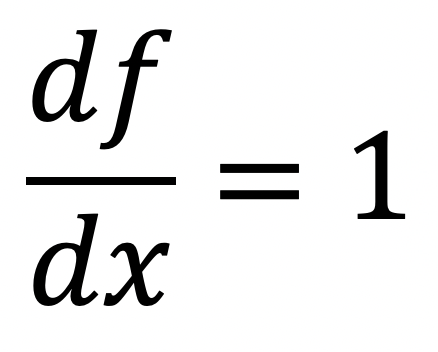 df/dx = 1